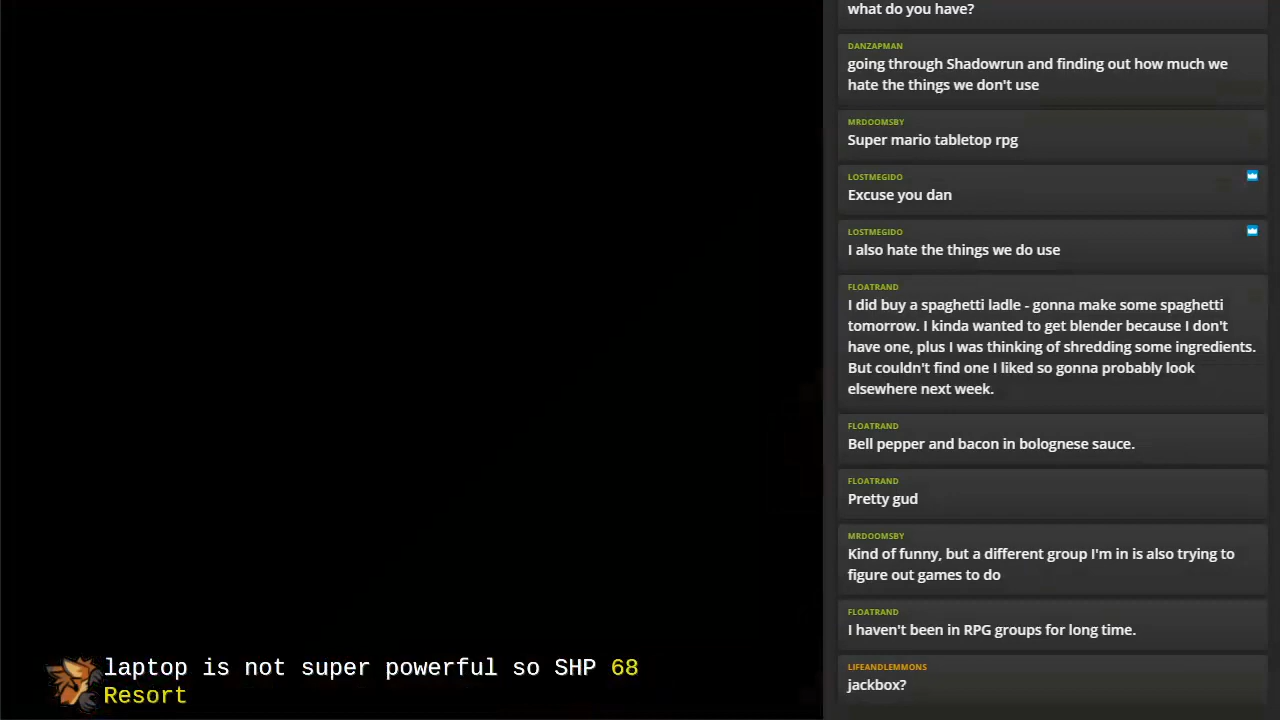 what do you have?
DANZAPMAN
going through Shadowrun and finding out how much we
hate the things we don't use
MRDOOMSBY
Super mario tabletop rpg
LOSTMEGIDO
Excuse you dan
LOSTMEGIDO
I also hate the things we do use
FLOATRAND
I did buy a spaghetti ladle - gonna make some spaghetti
tomorrow. I kinda wanted to get blender because I don't
have one, plus I was thinking of shredding some ingredients.
But couldn't find one I liked so gonna probably look
elsewhere next week.
FLOATRAND
Bell pepper and bacon in bolognese sauce.
FLOATRAND
Pretty gud
MRDOOMSBY
Kind of funny, but a different group I'm in is also trying to
figure out games to do
FLOATRAND
I haven't been in RPG groups for long time.
LIFEANDLEMMONS
jackbox?
laptop is not super powerful so SHP 68
Resort